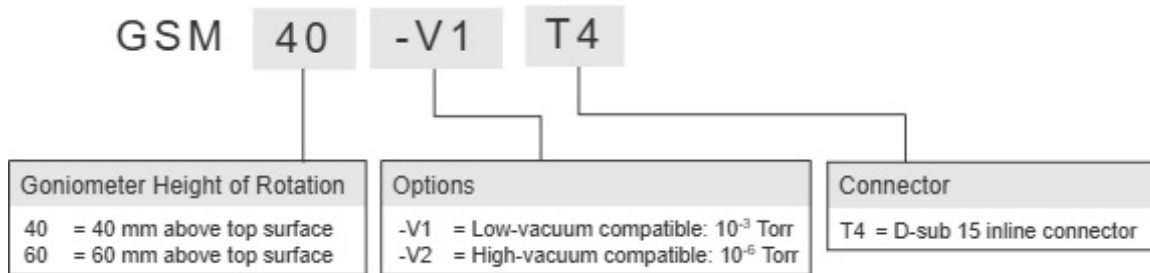 GSM 40 -V1 T4
Goniometer Height of Rotation
40 = 40 mm above top surface
60 = 60 mm above top surface
Options
-V1 = Low-vacuum compatible: 10⁻³ Torr
-V2 = High-vacuum compatible: 10⁻⁶ Torr
Connector
T4 = D-sub 15 inline connector